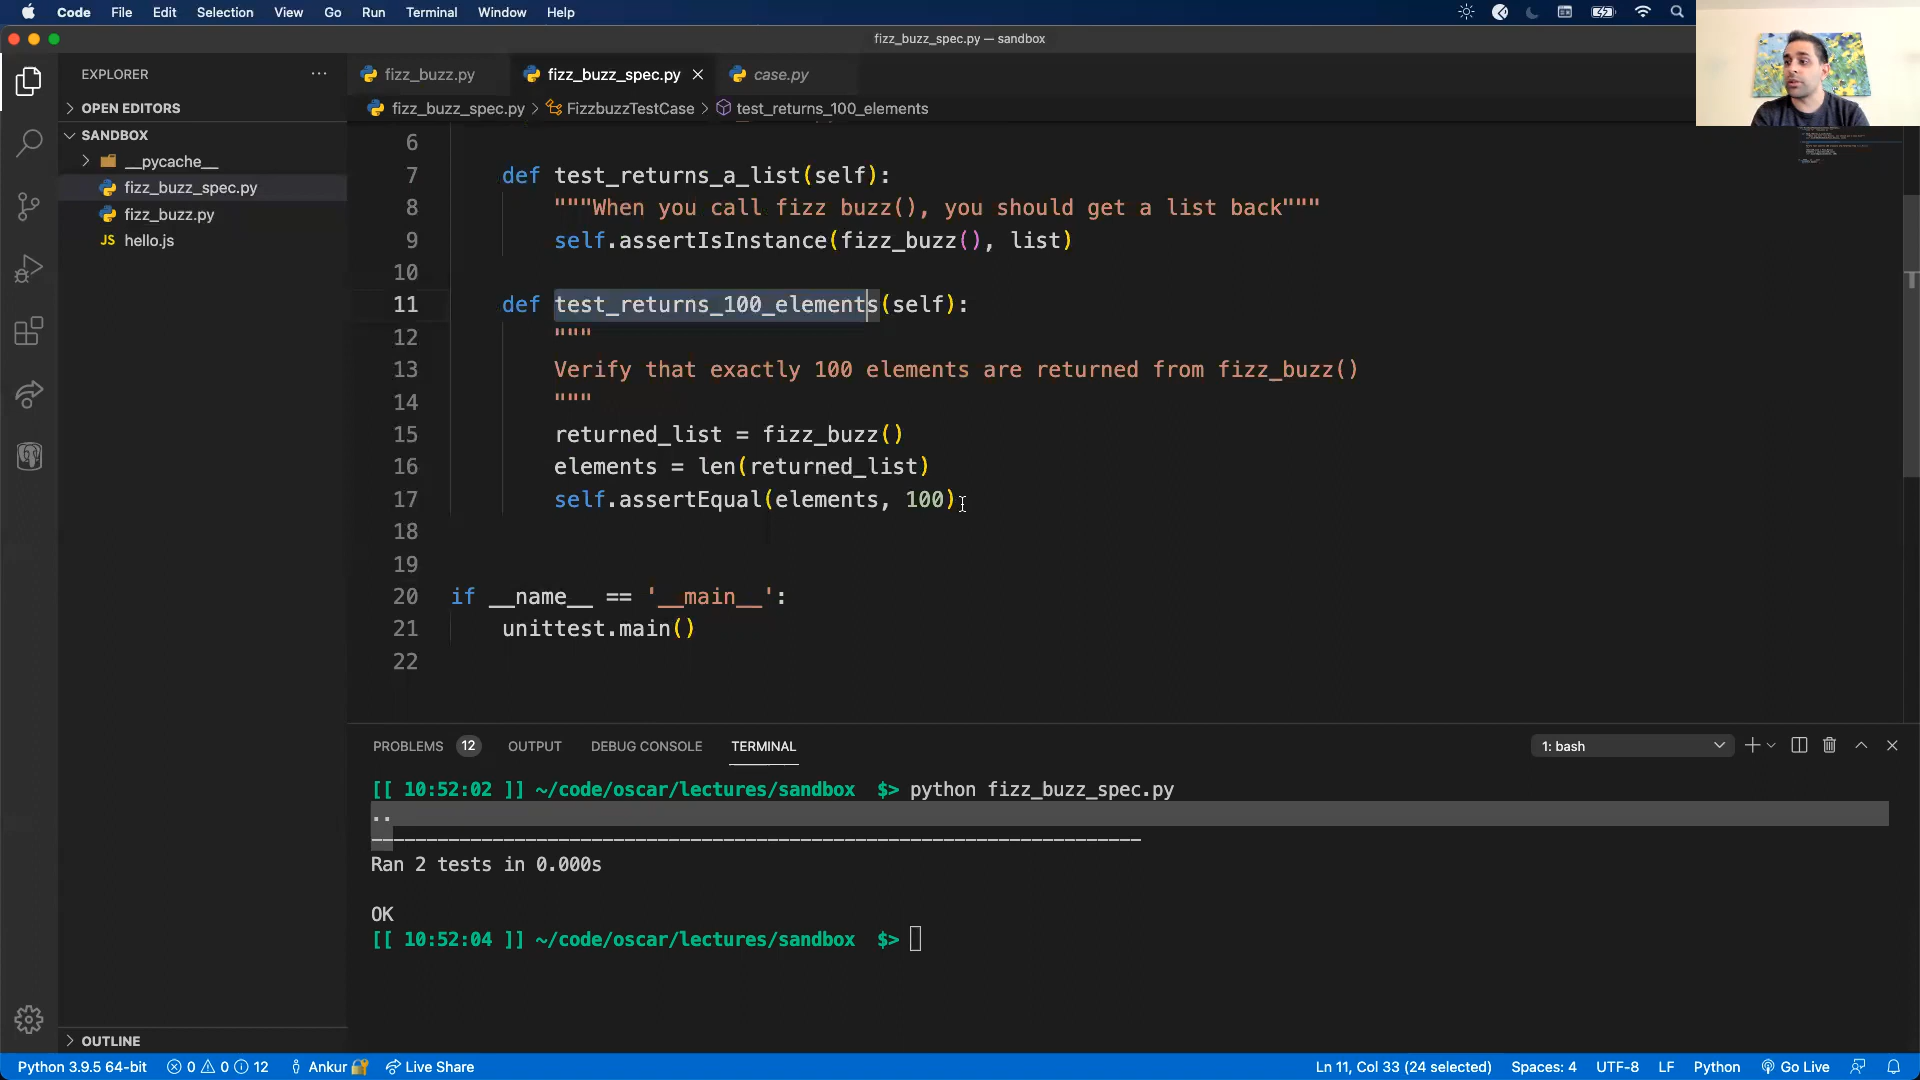 Code File Edit Selection View Go Run Terminal Window Help
fizz_buzz_spec.py — sandbox
EXPLORER ···
fizz_buzz.py fizz_buzz_spec.py case.py
OPEN EDITORS
fizz_buzz_spec.py > FizzbuzzTestCase > test_returns_100_elements
SANDBOX
__pycache__
fizz_buzz_spec.py
fizz_buzz.py
JS hello.js
6
7 def test_returns_a_list(self):
8 """When you call fizz buzz(), you should get a list back"""
9 self.assertIsInstance(fizz_buzz(), list)
10
11 def test_returns_100_elements(self):
12 """
13 Verify that exactly 100 elements are returned from fizz_buzz()
14 """
15 returned_list = fizz_buzz()
16 elements = len(returned_list)
17 self.assertEqual(elements, 100)
18
19
20 if __name__ == '__main__':
21 unittest.main()
22
PROBLEMS 12 OUTPUT DEBUG CONSOLE TERMINAL 1: bash
[[ 10:52:02 ]] ~/code/oscar/lectures/sandbox $> python fizz_buzz_spec.py
..
----------------------------------------------------------------------
Ran 2 tests in 0.000s
OK
[[ 10:52:04 ]] ~/code/oscar/lectures/sandbox $>
OUTLINE
Python 3.9.5 64-bit 0 0 12 Ankur Live Share Ln 11, Col 33 (24 selected) Spaces: 4 UTF-8 LF Python Go Live